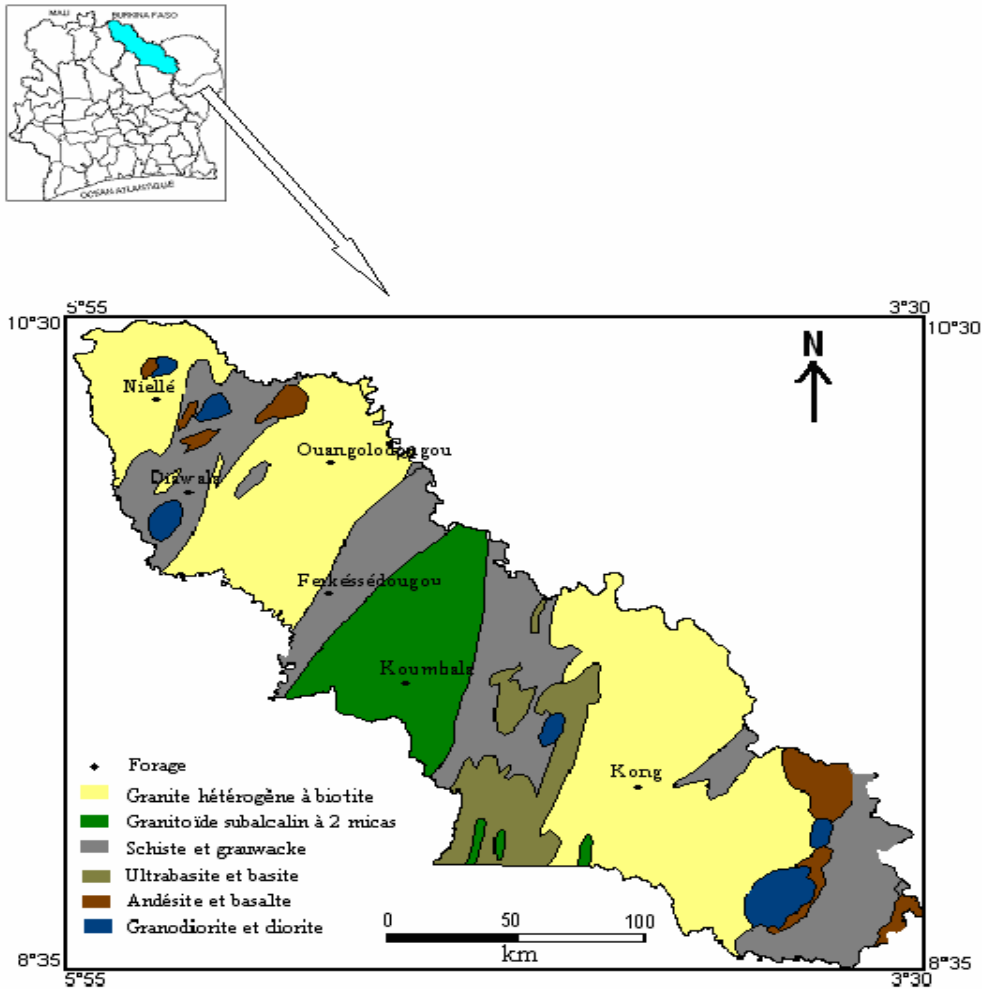 MALI
BURKINA FASO
OCEAN ATLANTIQUE
5°55
3°30
10°30
10°30
N
Niellé
Ouangolodougou
Diawala
Ferkéssédougou
Koumbala
Kong
Forage
Granite hétérogène à biotite
Granitoïde subalcalin à 2 micas
Schiste et grauwacke
Ultrabasite et basite
Andésite et basalte
Granodiorite et diorite
0 50 100
km
8°35
8°35
5°55
3°30